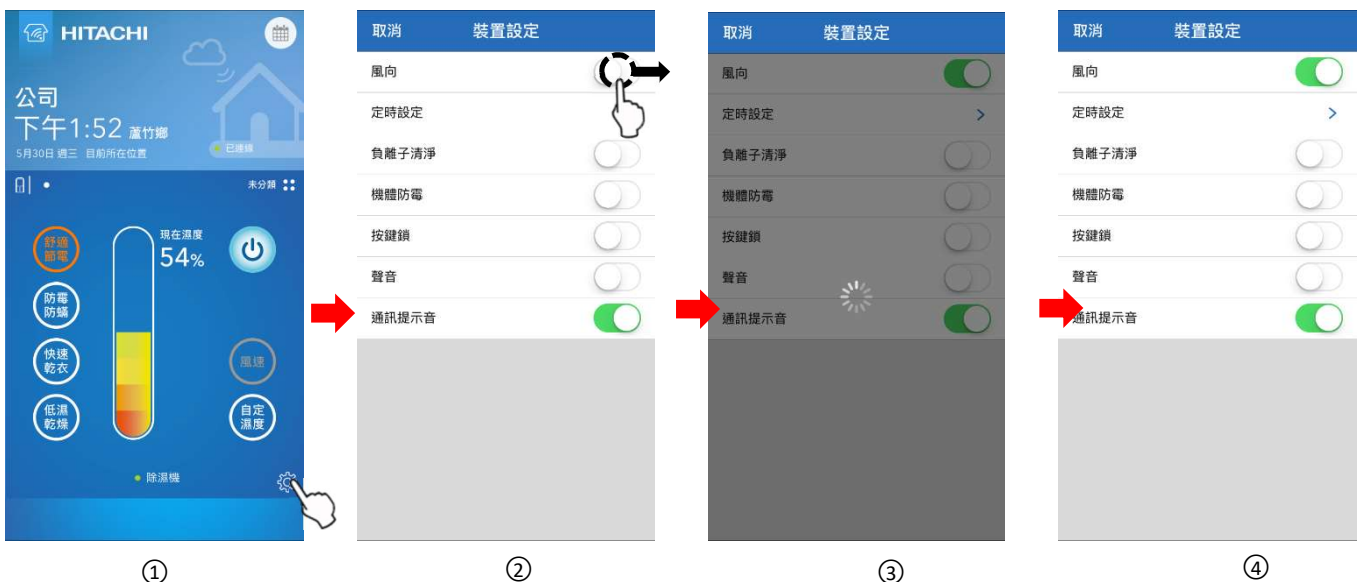 HITACHI
公司
下午1:52 蘆竹鄉
5月30日 週三 目前所在位置
已連線
未分類
現在濕度
54%
舒適
節電
防霉
防蟎
快速
乾衣
風速
低濕
乾燥
自定
濕度
除濕機
①
取消 裝置設定
風向
定時設定
負離子清淨
機體防霉
按鍵鎖
聲音
通訊提示音
②
取消 裝置設定
風向
定時設定
負離子清淨
機體防霉
按鍵鎖
聲音
通訊提示音
③
取消 裝置設定
風向
定時設定
負離子清淨
機體防霉
按鍵鎖
聲音
通訊提示音
④